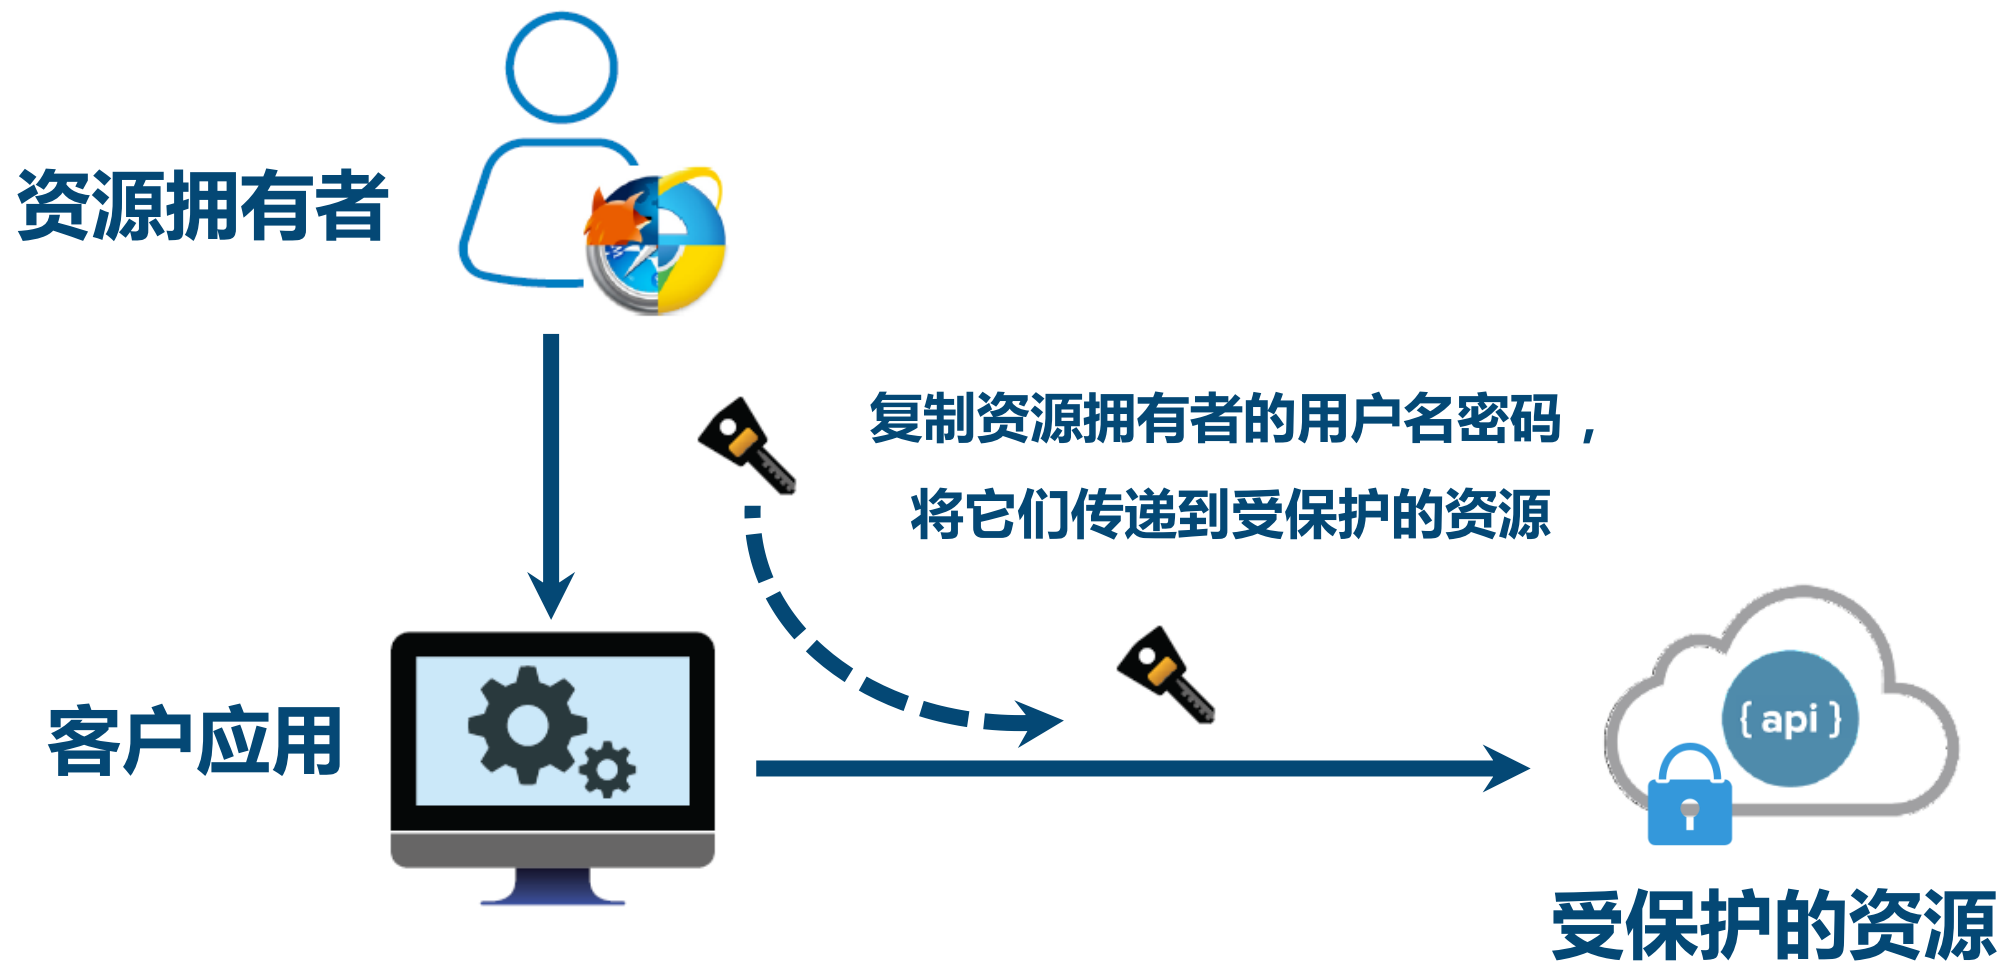 资源拥有者
复制资源拥有者的用户名密码，
将它们传递到受保护的资源
客户应用
{ api }
受保护的资源